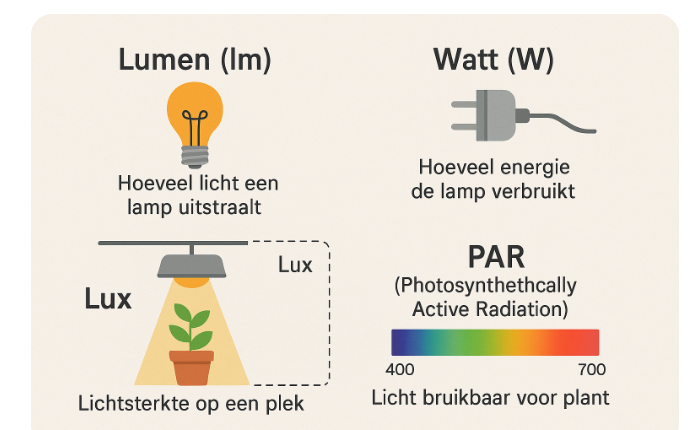 Lumen (lm)
Hoeveel licht een
lamp uitstraalt
Watt (W)
Hoeveel energie
de lamp verbruikt
Lux
Lux
Lichtsterkte op een plek
PAR
(Photosynthethcally
Active Radiation)
400
700
Licht bruikbaar voor plant